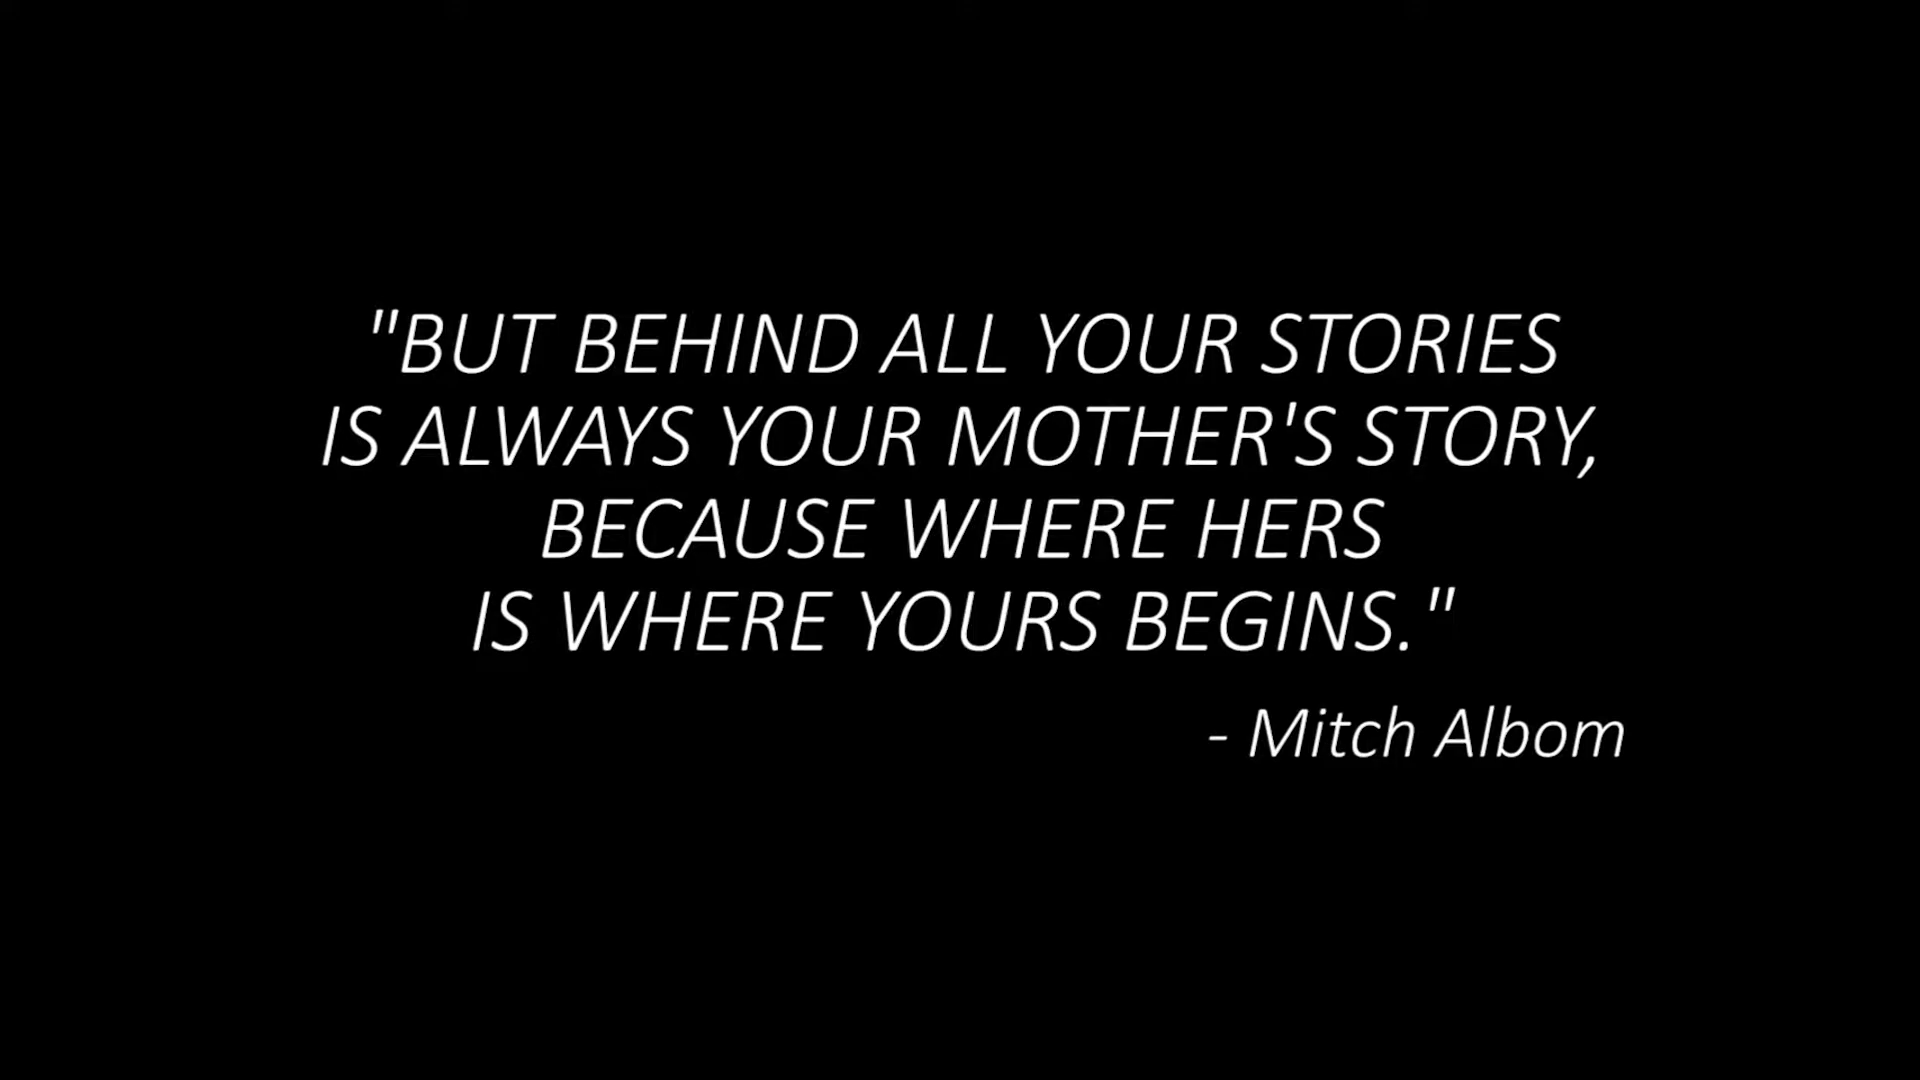 "BUT BEHIND ALL YOUR STORIES
IS ALWAYS YOUR MOTHER'S STORY,
BECAUSE WHERE HERS
IS WHERE YOURS BEGINS."
- Mitch Albom